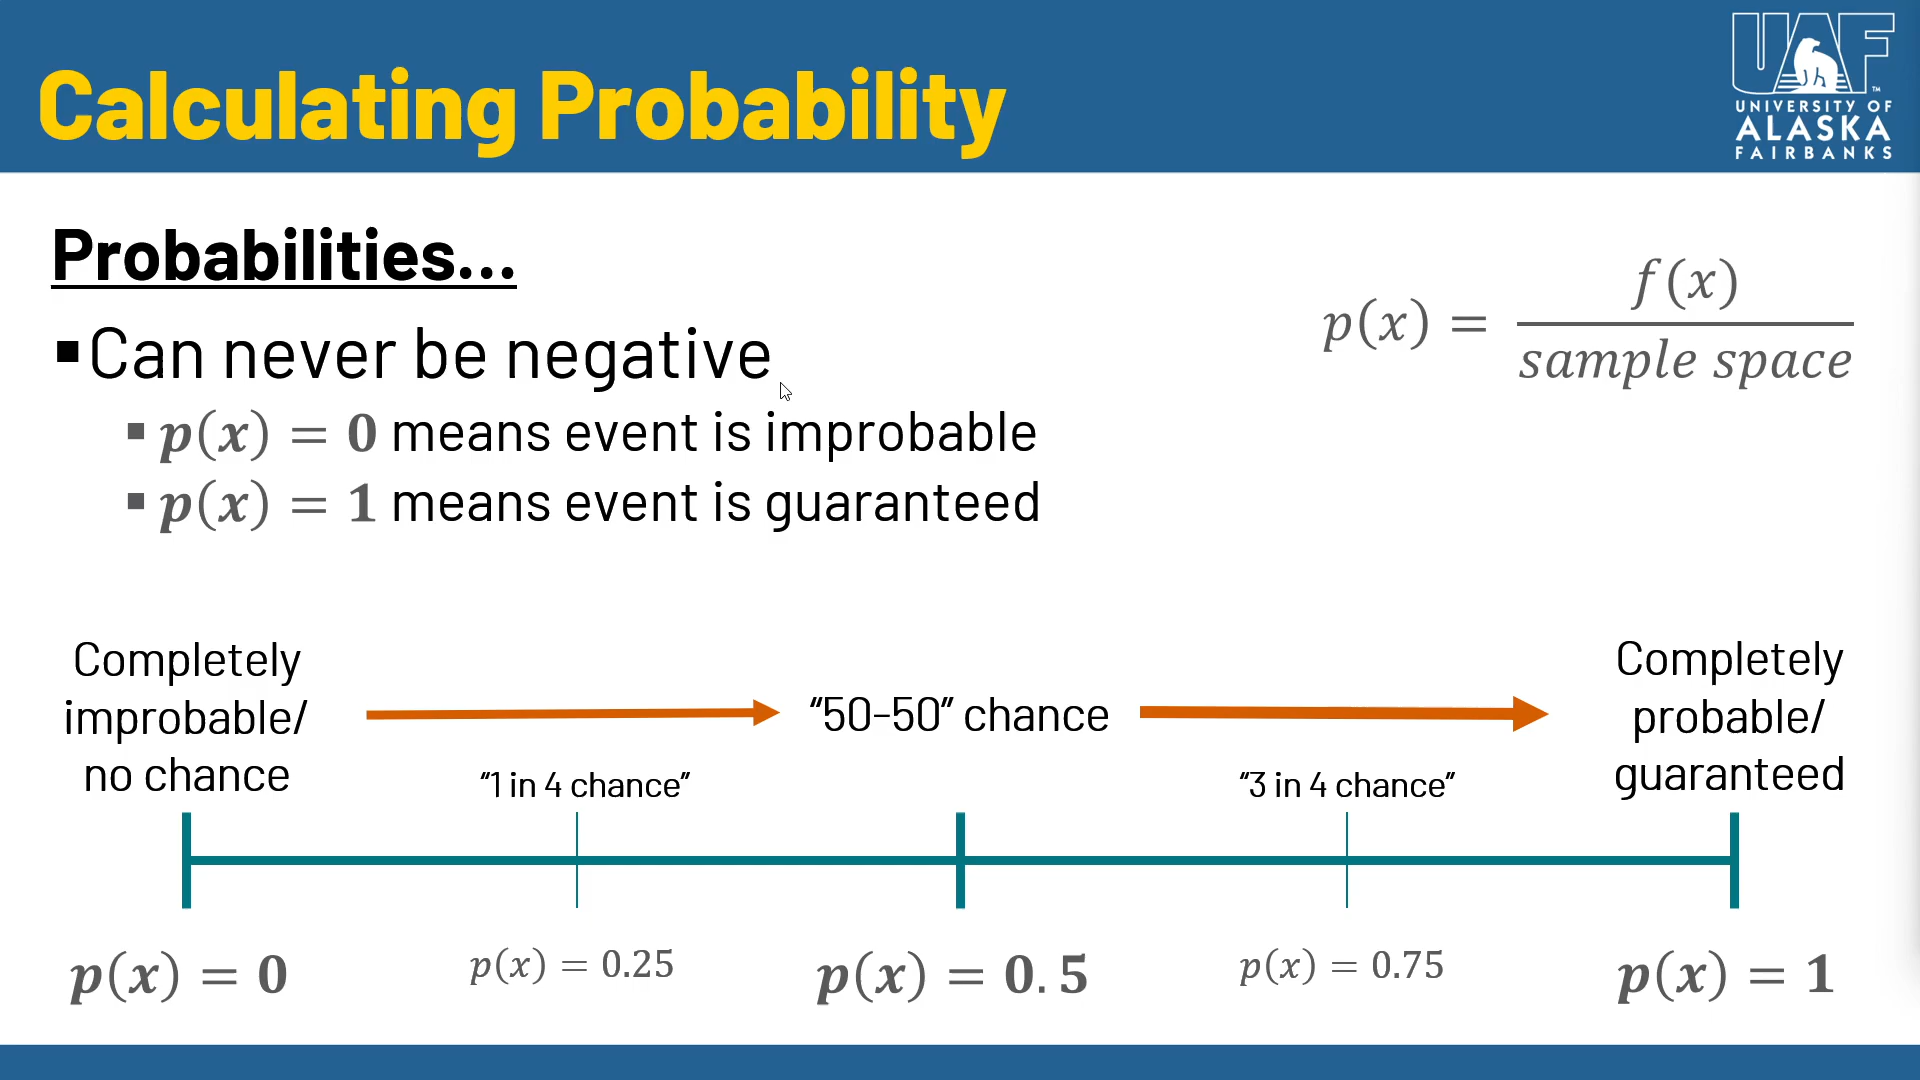 Calculating Probability
UAF
UNIVERSITY OF
ALASKA
FAIRBANKS
Probabilities...
▪Can never be negative
▪ p(x) = 0 means event is improbable
▪ p(x) = 1 means event is guaranteed
p(x) = f(x) / sample space
Completely
improbable/
no chance
"50-50" chance
Completely
probable/
guaranteed
"1 in 4 chance"
"3 in 4 chance"
p(x) = 0
p(x) = 0.25
p(x) = 0.5
p(x) = 0.75
p(x) = 1